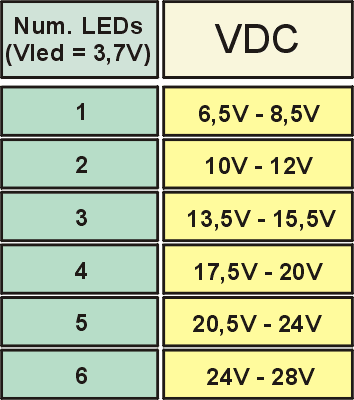 Num. LEDs
(Vled = 3,7V)
VDC
1
6,5V - 8,5V
2
10V - 12V
3
13,5V - 15,5V
4
17,5V - 20V
5
20,5V - 24V
6
24V - 28V